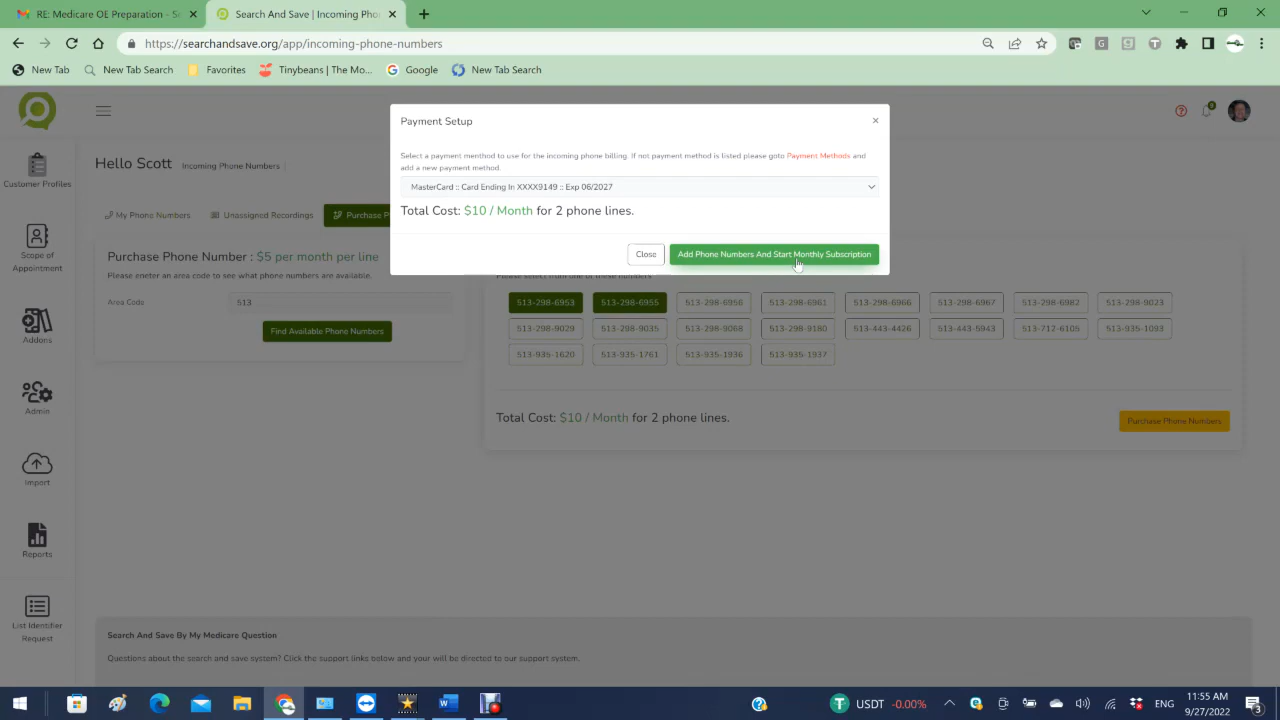 RE: Medicare OE Preparation - S
Search And Save | Incoming Phon
https://searchandsave.org/app/incoming-phone-numbers
New Tab
New Tab Search
Favorites
Tinybeans | The Mo...
Google
New Tab Search
Payment Setup
Select a payment menthod to use for the incoming phone billing. If not payment method is listed please goto Payment Methods and
add a new payment method.
MasterCard :: Card Ending In XXXX9149 :: Exp 06/2027
Total Cost: $10 / Month for 2 phone lines.
Close
Add Phone Numbers And Start Monthly Subscription
Customer Profiles
Scope of
Appointment
Addons
Admin
Import
Reports
List Identifier
Request
Hello Scott
Incoming Phone Numbers
My Phone Numbers
Unassigned Recordings
Purchase P
Purchase Phone Number : $5 per month per line
Please enter an area code to see what phone numbers are available.
Area Code
513
Find Available Phone Numbers
Please select from one of these numbers
513-298-6953 513-298-6955 513-298-6956 513-298-6961 513-298-6966 513-298-6967 513-298-6982 513-298-9023
513-298-9029 513-298-9035 513-298-9068 513-298-9180 513-443-4426 513-443-5943 513-712-6105 513-935-1093
513-935-1620 513-935-1761 513-935-1936 513-935-1937
Total Cost: $10 / Month for 2 phone lines.
Purchase Phone Numbers
Search And Save By My Medicare Question
Questions about the search and save system? Click the support links below and your will be directed to our support system.
USDT -0.00%
ENG
11:55 AM
9/27/2022
3